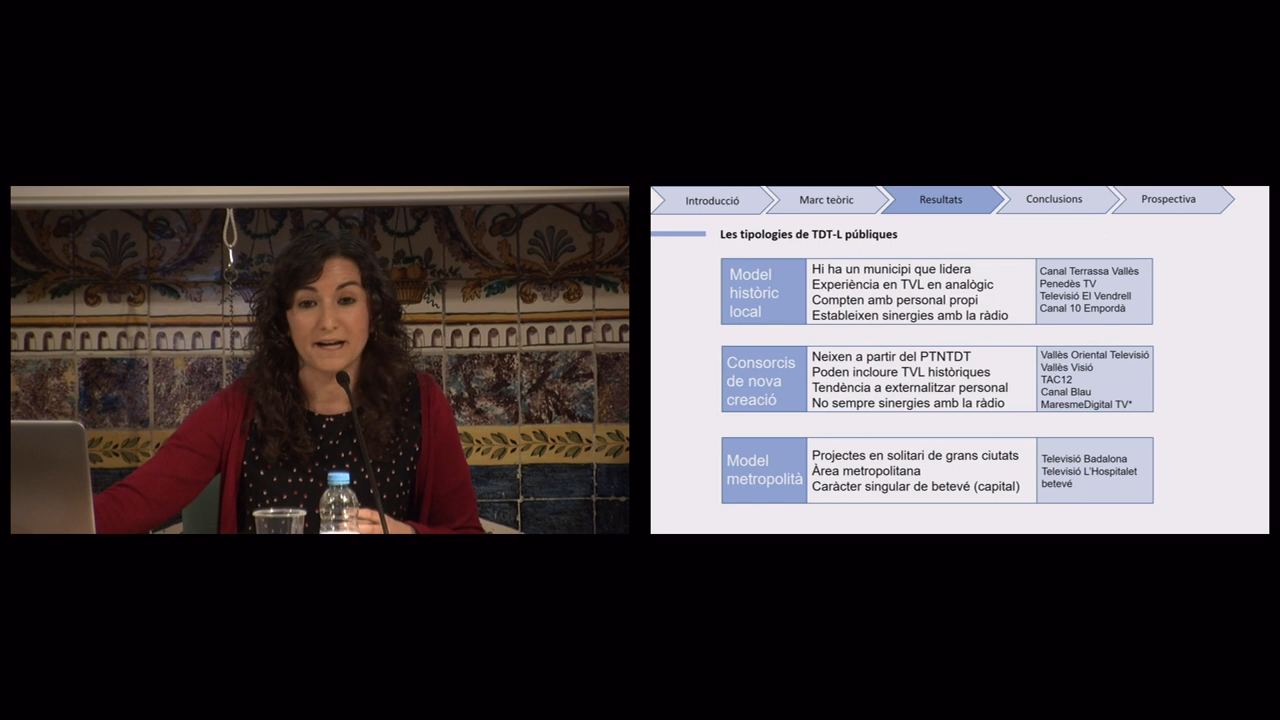 Introducció
Marc teòric
Resultats
Conclusions
Prospectiva
Les tipologies de TDT-L públiques
Model
històric
local
Hi ha un municipi que lidera
Experiència en TVL en analògic
Compten amb personal propi
Estableixen sinergies amb la ràdio
Canal Terrassa Vallès
Penedès TV
Televisió El Vendrell
Canal 10 Empordà
Consorcis
de nova
creació
Neixen a partir del PTNTDT
Poden incloure TVL històriques
Tendència a externalitzar personal
No sempre sinergies amb la ràdio
Vallès Oriental Televisió
Vallès Visió
TAC12
Canal Blau
MaresmeDigital TV*
Model
metropolità
Projectes en solitari de grans ciutats
Àrea metropolitana
Caràcter singular de betevé (capital)
Televisió Badalona
Televisió L'Hospitalet
betevé